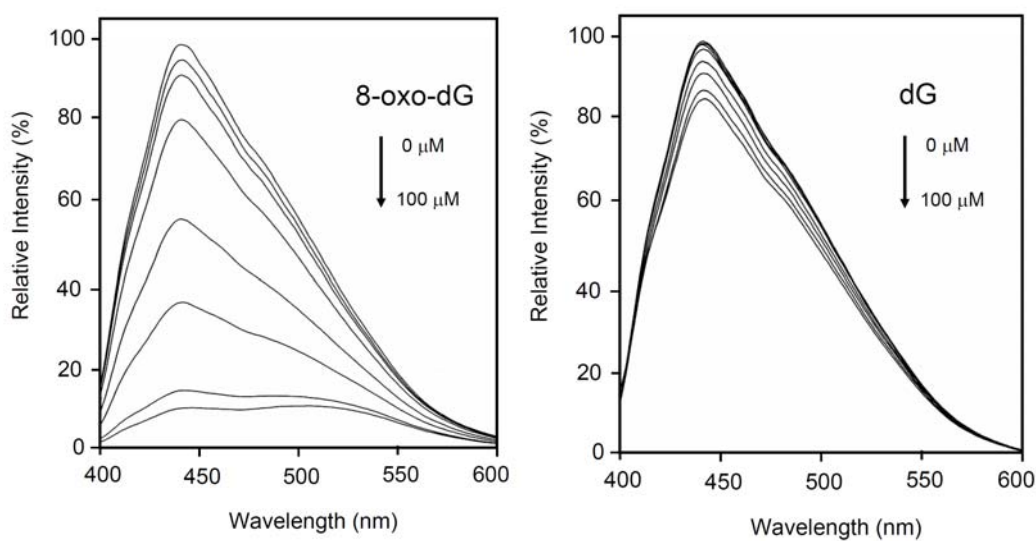 100
80
60
40
20
0
400
450
500
550
600
Relative Intensity (%)
Wavelength (nm)
8-oxo-dG
0 μM
100 μM
100
80
60
40
20
0
400
450
500
550
600
Relative Intensity (%)
Wavelength (nm)
dG
0 μM
100 μM